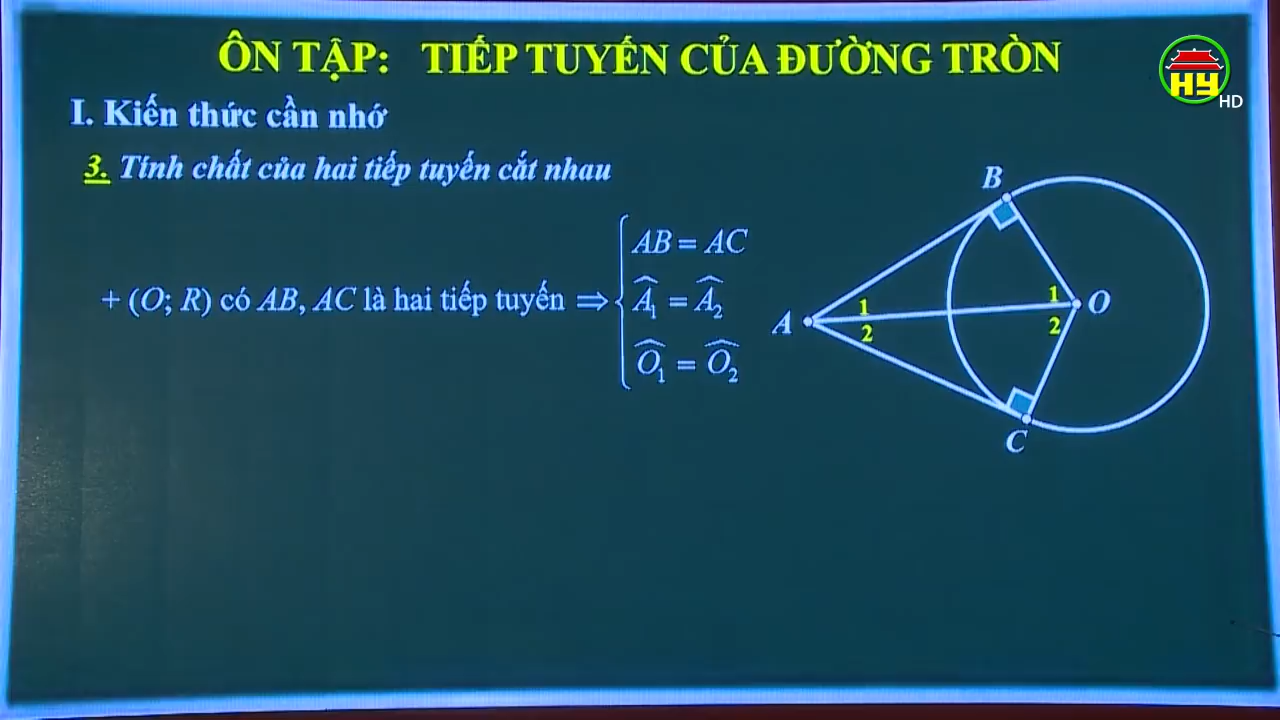 ÔN TẬP: TIẾP TUYẾN CỦA ĐƯỜNG TRÒN
HY
HD
I. Kiến thức cần nhớ
3. Tính chất của hai tiếp tuyến cắt nhau
B
AB = AC
+ (O; R) có AB, AC là hai tiếp tuyến ⇒
Â₁ = Â₂
Ô₁ = Ô₂
A
1
2
1
2
O
C